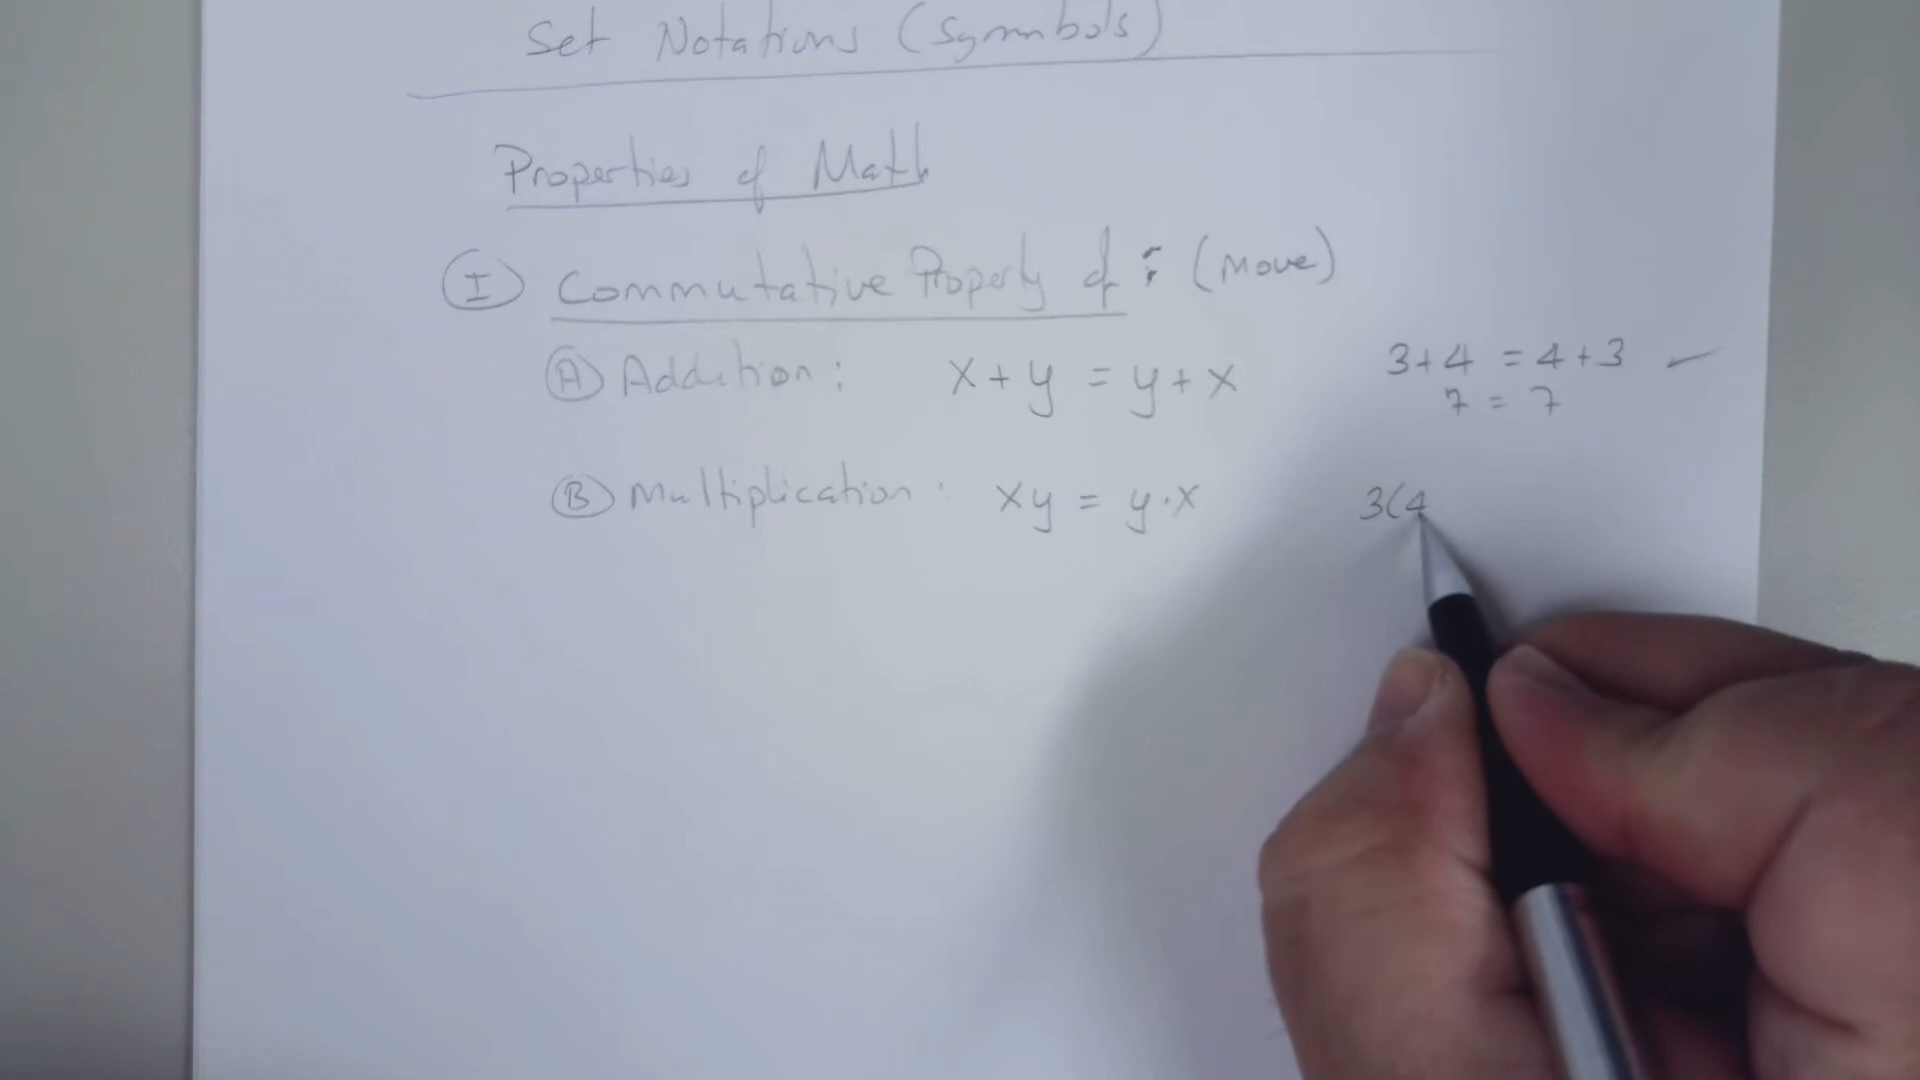 Set Notations (Symbols)
Properties of Math
I Commutative Property of : (Move)
A Addition : x + y = y + x 3+4 = 4+3 ✓
7 = 7
B Multiplication : xy = y·x 3(4